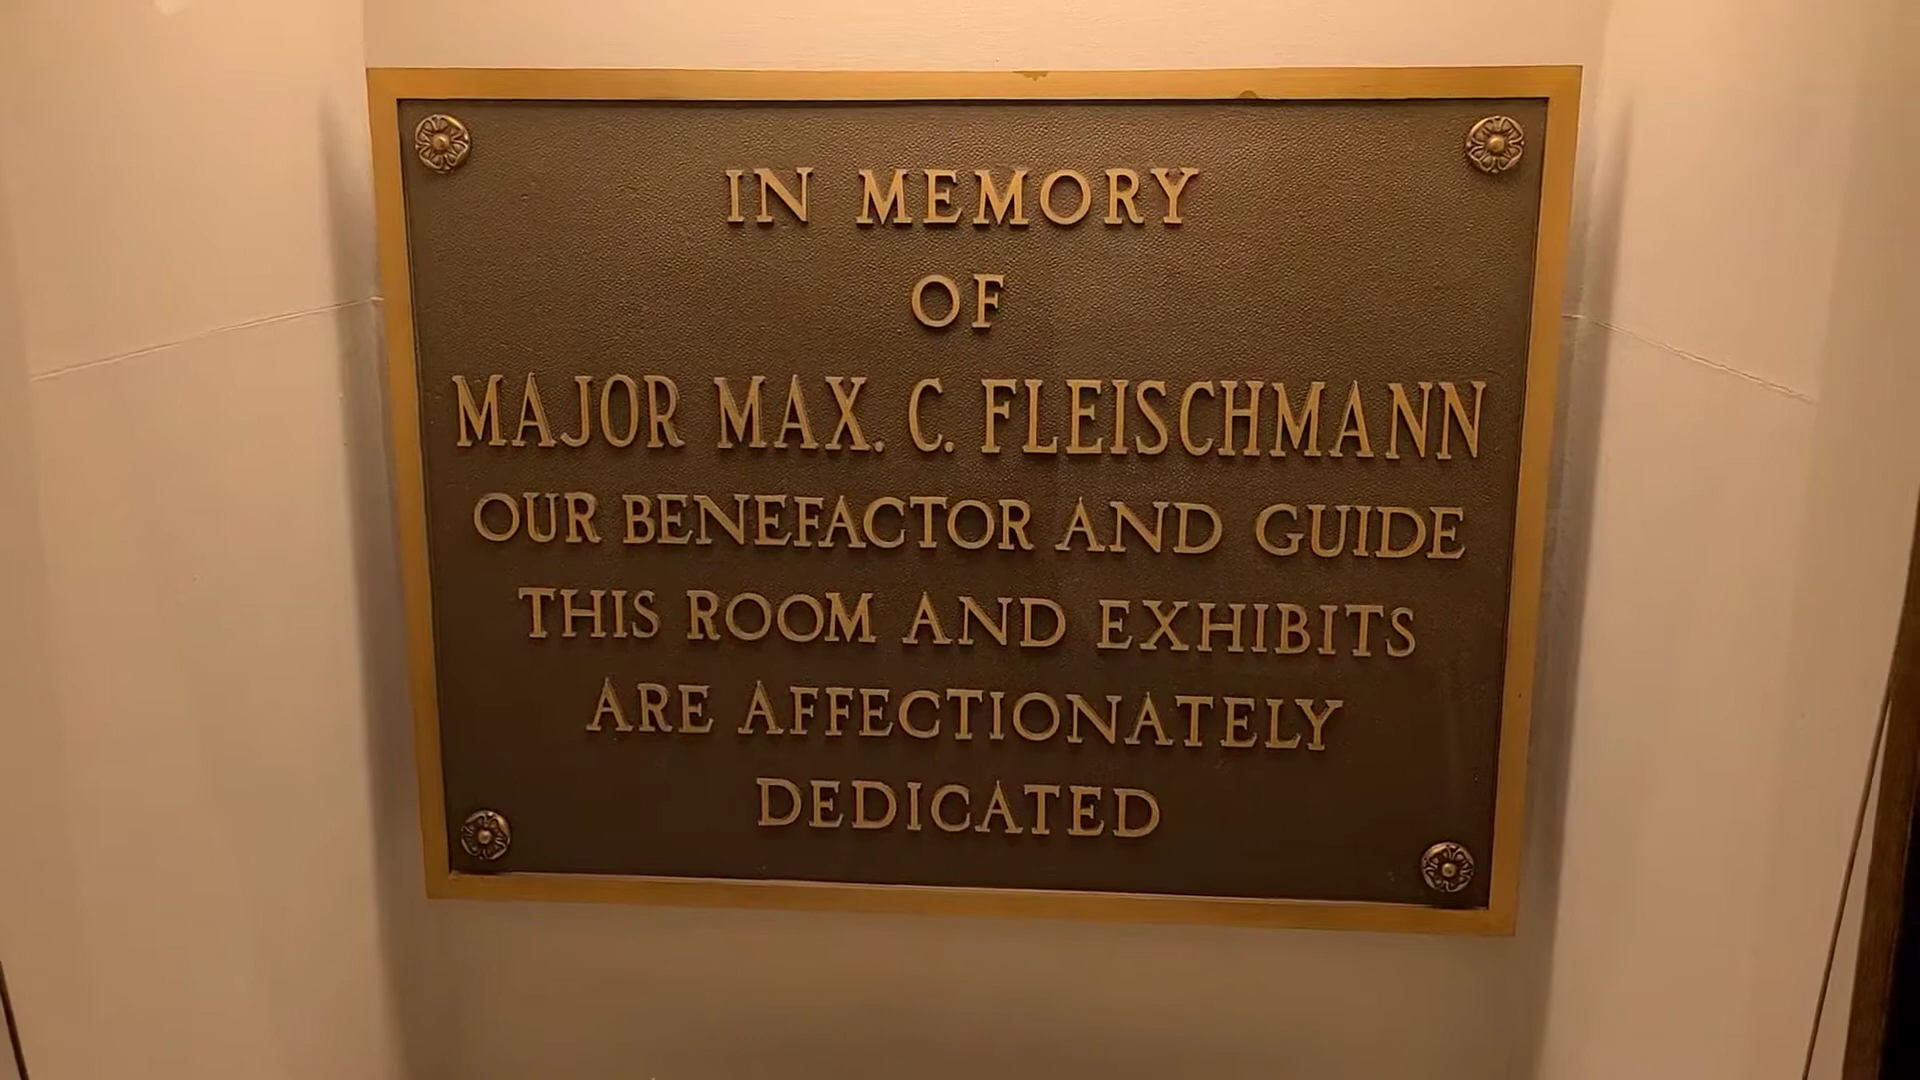 IN MEMORY
OF
MAJOR MAX. C. FLEISCHMANN
OUR BENEFACTOR AND GUIDE
THIS ROOM AND EXHIBITS
ARE AFFECTIONATELY
DEDICATED